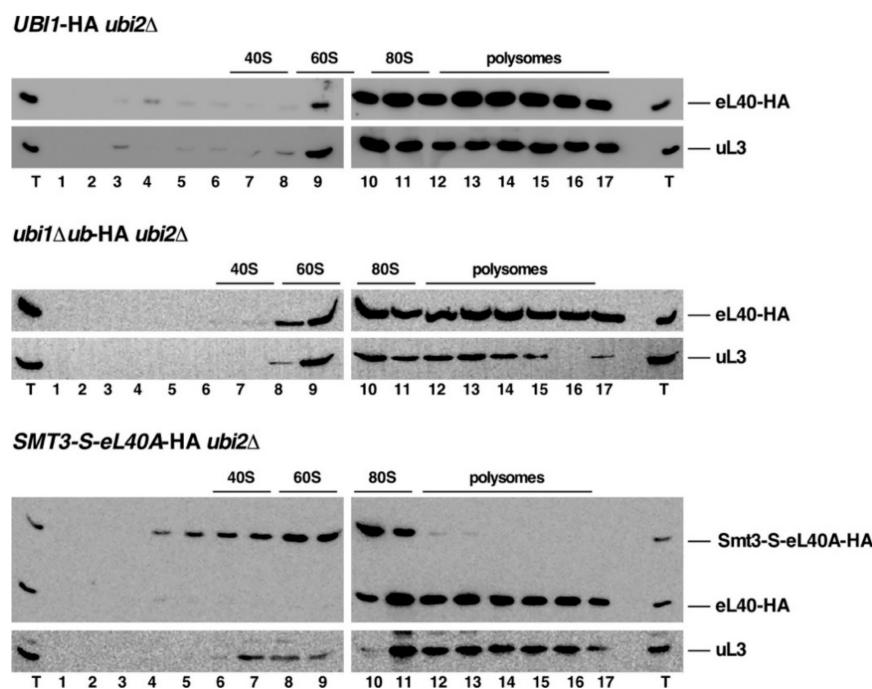 UBI1-HA ubi2Δ
40S 60S 80S polysomes
eL40-HA
uL3
T 1 2 3 4 5 6 7 8 9 10 11 12 13 14 15 16 17 T
ubi1Δub-HA ubi2Δ
40S 60S 80S polysomes
eL40-HA
uL3
T 1 2 3 4 5 6 7 8 9 10 11 12 13 14 15 16 17 T
SMT3-S-eL40A-HA ubi2Δ
40S 60S 80S polysomes
Smt3-S-eL40A-HA
eL40-HA
uL3
T 1 2 3 4 5 6 7 8 9 10 11 12 13 14 15 16 17 T